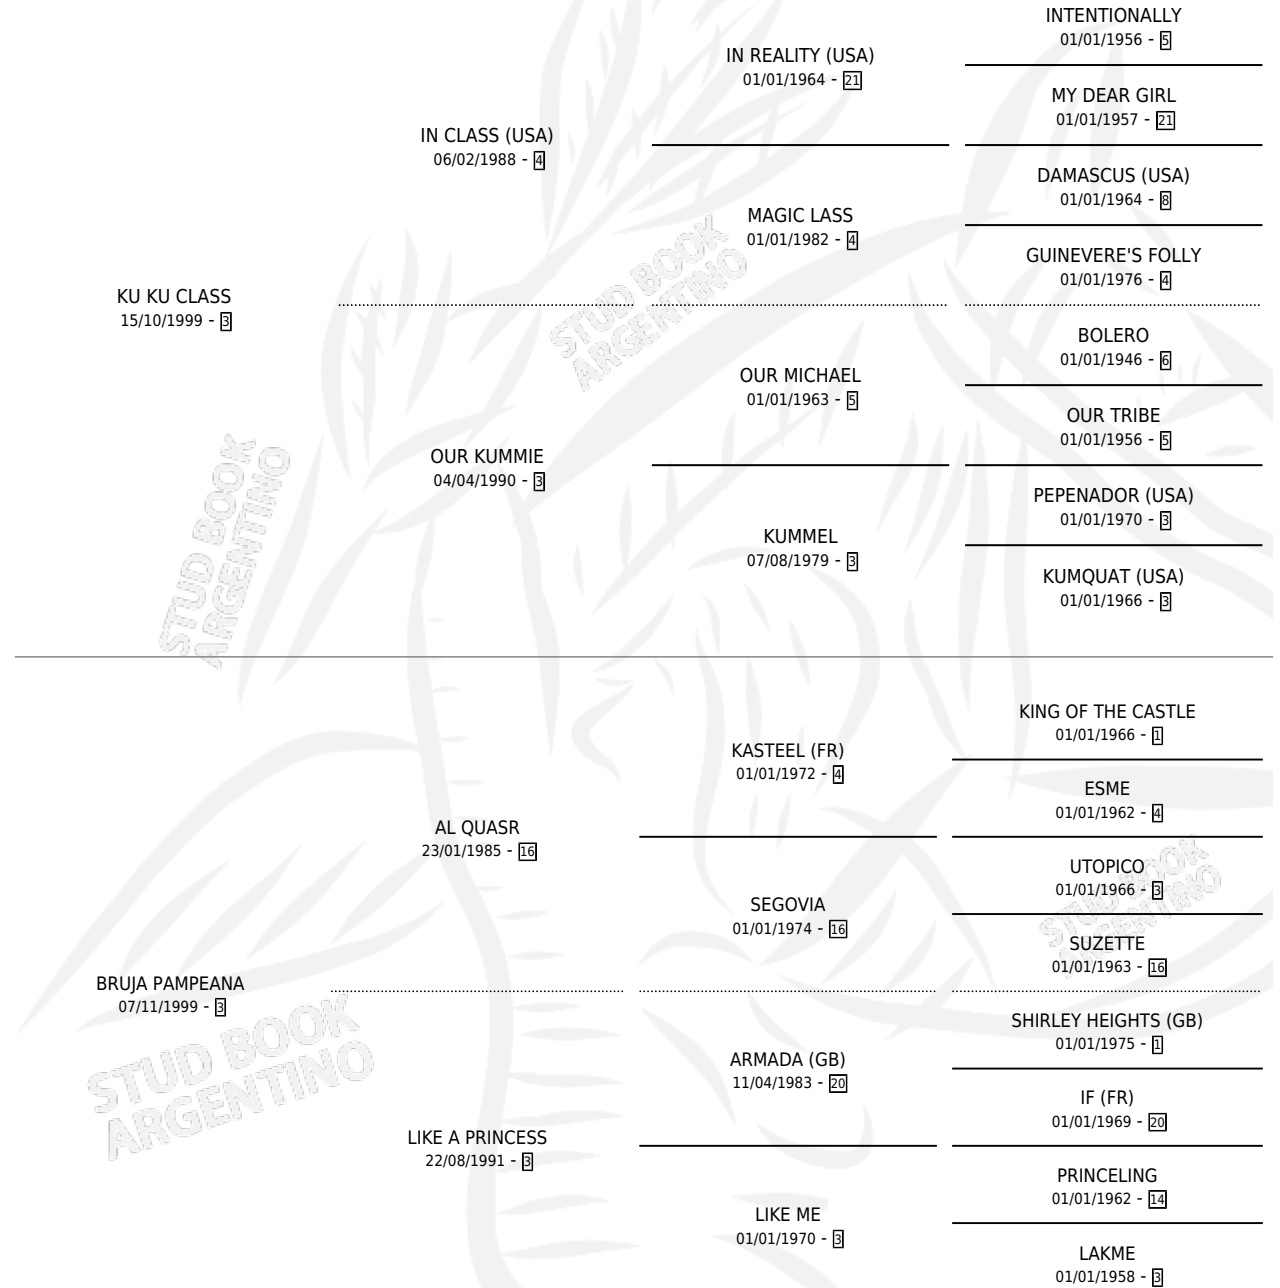 INTENTIONALLY
01/01/1956 - 5
IN REALITY (USA)
01/01/1964 - 21
MY DEAR GIRL
01/01/1957 - 21
IN CLASS (USA)
06/02/1988 - 4
DAMASCUS (USA)
01/01/1964 - 8
MAGIC LASS
01/01/1982 - 4
GUINEVERE'S FOLLY
01/01/1976 - 4
KU KU CLASS
15/10/1999 - 3
BOLERO
01/01/1946 - 6
OUR MICHAEL
01/01/1963 - 5
OUR TRIBE
01/01/1956 - 5
OUR KUMMIE
04/04/1990 - 3
PEPENADOR (USA)
01/01/1970 - 3
KUMMEL
07/08/1979 - 3
KUMQUAT (USA)
01/01/1966 - 3
KING OF THE CASTLE
01/01/1966 - 1
KASTEEL (FR)
01/01/1972 - 4
ESME
01/01/1962 - 4
AL QUASR
23/01/1985 - 16
UTOPICO
01/01/1966 - 3
SEGOVIA
01/01/1974 - 16
SUZETTE
01/01/1963 - 16
BRUJA PAMPEANA
07/11/1999 - 3
SHIRLEY HEIGHTS (GB)
01/01/1975 - 1
ARMADA (GB)
11/04/1983 - 20
IF (FR)
01/01/1969 - 20
LIKE A PRINCESS
22/08/1991 - 3
PRINCELING
01/01/1962 - 14
LIKE ME
01/01/1970 - 3
LAKME
01/01/1958 - 3
STUD BOOK
ARGENTINO
STUD BOOK
ARGENTINO
STUD BOOK
ARGENTINO
STUD BOOK
ARGENTINO